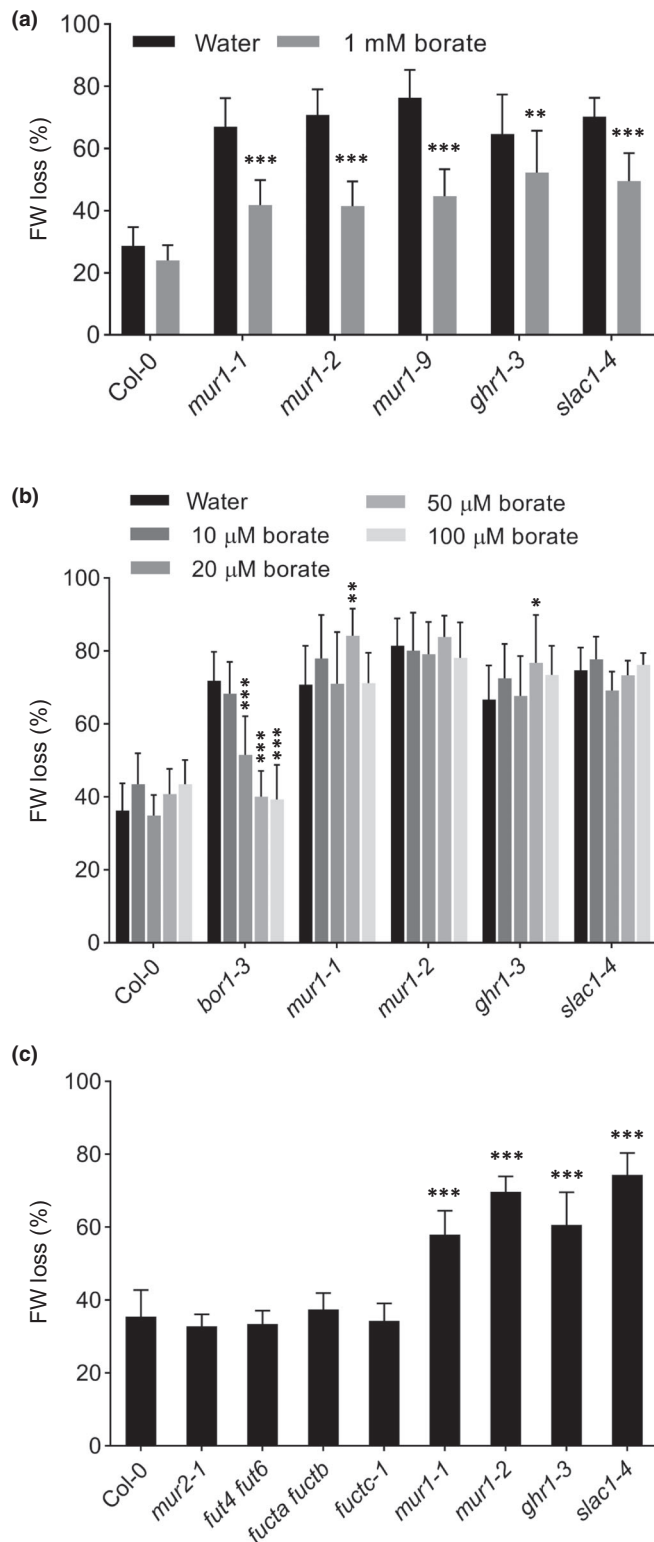 (a)
Water 1 mM borate
FW loss (%)
100
80
60
40
20
0
*** *** *** ** ***
Col-0 mur1-1 mur1-2 mur1-9 ghr1-3 slac1-4
(b)
Water 50 μM borate
10 μM borate 100 μM borate
20 μM borate
FW loss (%)
100
80
60
40
20
0
*** *** *** ** *
Col-0 bor1-3 mur1-1 mur1-2 ghr1-3 slac1-4
(c)
FW loss (%)
100
80
60
40
20
0
*** *** *** ***
Col-0 mur2-1 fut4 fut6 fucta fuctb fuctc-1 mur1-1 mur1-2 ghr1-3 slac1-4